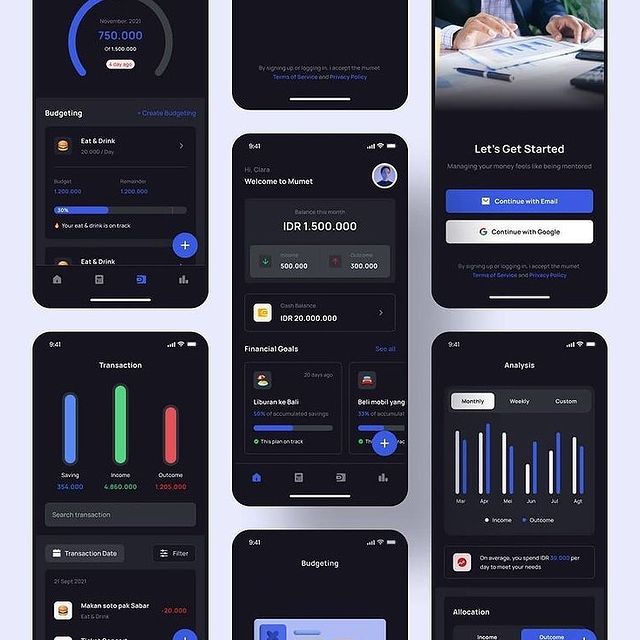 November, 2021
750.000
Of 1.500.000
4 day ago
Budgeting
+ Create Budgeting
Eat & Drink
20.000 / Day
Budget
Remainder
1.200.000
1.200.000
30%
Your eat & drink is on track
Eat & Drink
9:41
Transaction
Saving
Income
Outcome
354.000
4.860.000
1.205.000
Search transaction
Transaction Date
Filter
21 Sept 2021
Makan soto pak Sabar
Eat & Drink
-20.000
By signing up or logging in, i accept the mumet
Terms of Service and Privacy Policy
9:41
Hi, Clara
Welcome to Mumet
Balance this month
IDR 1.500.000
Income
500.000
Outcome
300.000
Cash Balance
IDR 20.000.000
Financial Goals
See all
20 days ago
Liburan ke Bali
50% of accumulated savings
This plan on track
Beli mobil yang
33% of accumulat
9:41
Budgeting
Let's Get Started
Managing your money feels like being mentored
Continue with Email
Continue with Google
By signing up or logging in, i accept the mumet
Terms of Service and Privacy Policy
9:41
Analysis
Monthly
Weekly
Custom
Mar
Apr
Mei
Jun
Jul
Agt
Income
Outcome
On average, you spend IDR 30.000 per
day to meet your needs
Allocation
Income
Outcome